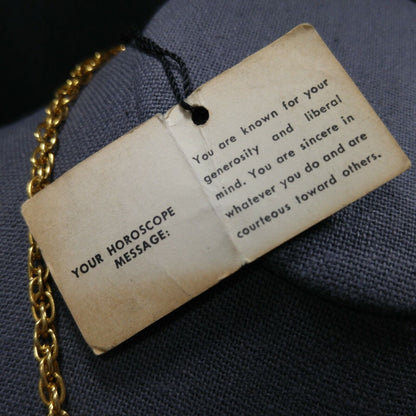 YOUR HOROSCOPE
MESSAGE:
You are known for your
generosity and liberal
mind. You are sincere in
whatever you do and are
courteous toward others.